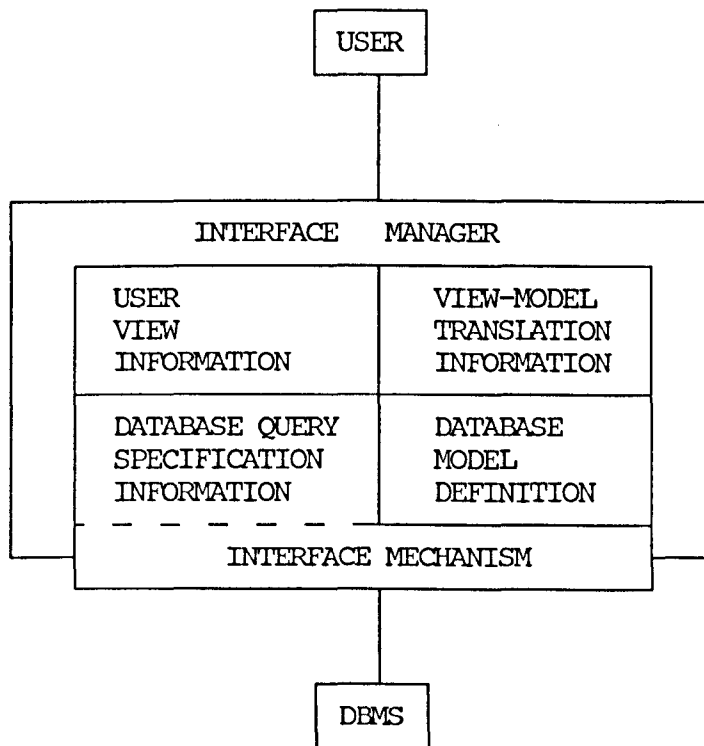 USER
INTERFACE MANAGER
USER
VIEW
INFORMATION
VIEW-MODEL
TRANSLATION
INFORMATION
DATABASE QUERY
SPECIFICATION
INFORMATION
DATABASE
MODEL
DEFINITION
INTERFACE MECHANISM
DBMS